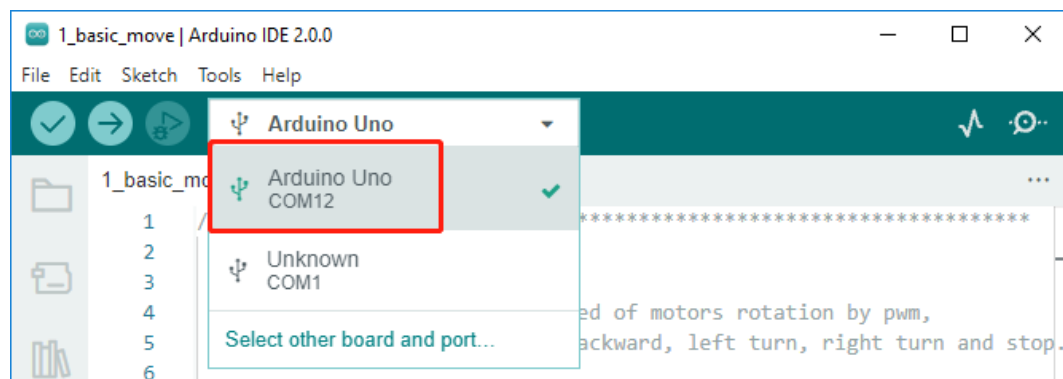 1_basic_move | Arduino IDE 2.0.0
File Edit Sketch Tools Help
Arduino Uno
1_basic_mo
Arduino Uno
COM12
...
1 / **************************************
2
Unknown
3
COM1
4 ed of motors rotation by pwm,
Select other board and port...
5 ackward, left turn, right turn and stop.
6